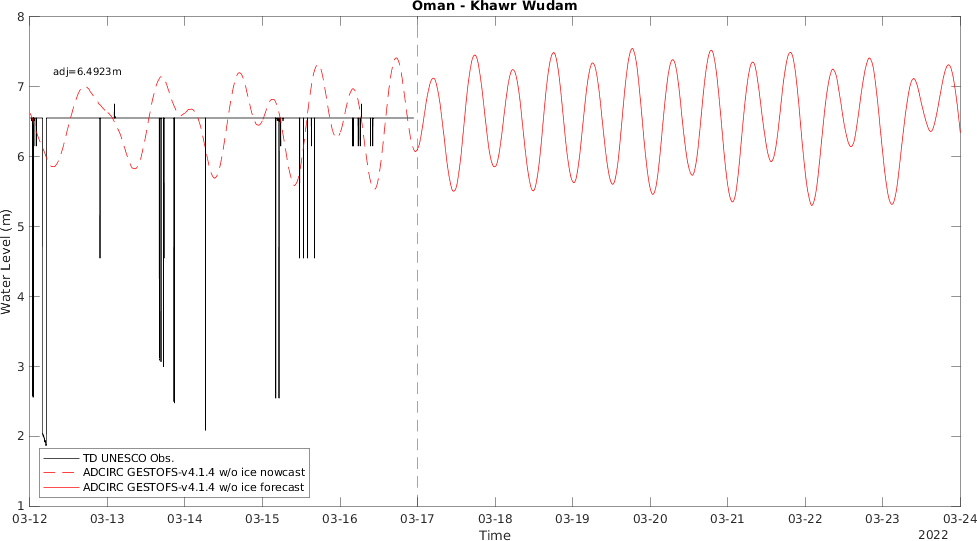 Oman - Khawr Wudam
8
7
6
5
4
3
2
1
Water Level (m)
adj=6.4923m
TD UNESCO Obs.
ADCIRC GESTOFS-v4.1.4 w/o ice nowcast
ADCIRC GESTOFS-v4.1.4 w/o ice forecast
03-12 03-13 03-14 03-15 03-16 03-17 03-18 03-19 03-20 03-21 03-22 03-23 03-24
Time
2022